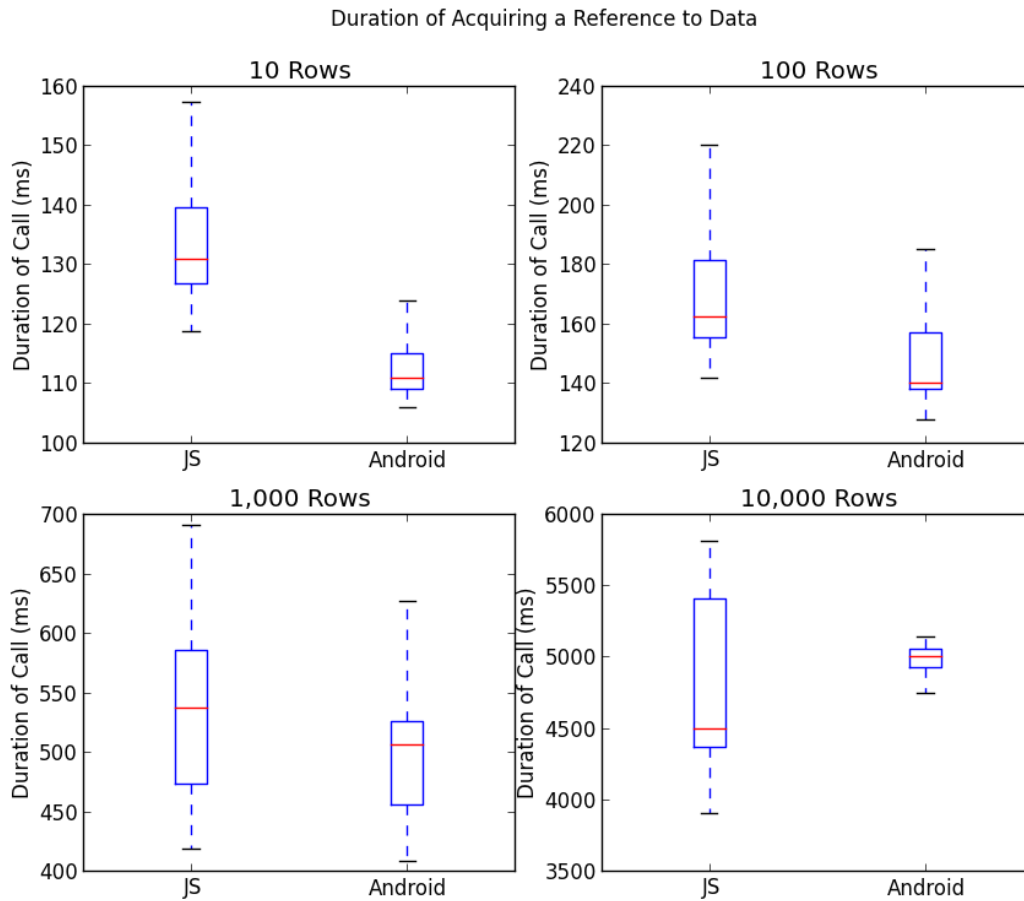 Duration of Acquiring a Reference to Data
10 Rows
160
150
140
130
120
110
100
Duration of Call (ms)
JS
Android
100 Rows
240
220
200
180
160
140
120
Duration of Call (ms)
JS
Android
1,000 Rows
700
650
600
550
500
450
400
Duration of Call (ms)
JS
Android
10,000 Rows
6000
5500
5000
4500
4000
3500
Duration of Call (ms)
JS
Android